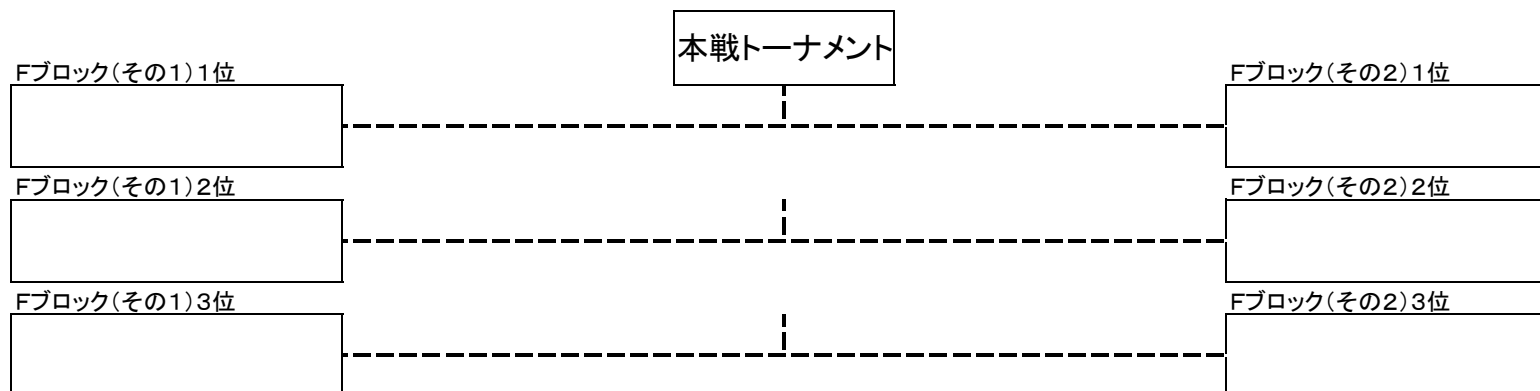 本戦トーナメント
Fブロック(その1)1位
Fブロック(その2)1位
Fブロック(その1)2位
Fブロック(その2)2位
Fブロック(その1)3位
Fブロック(その2)3位